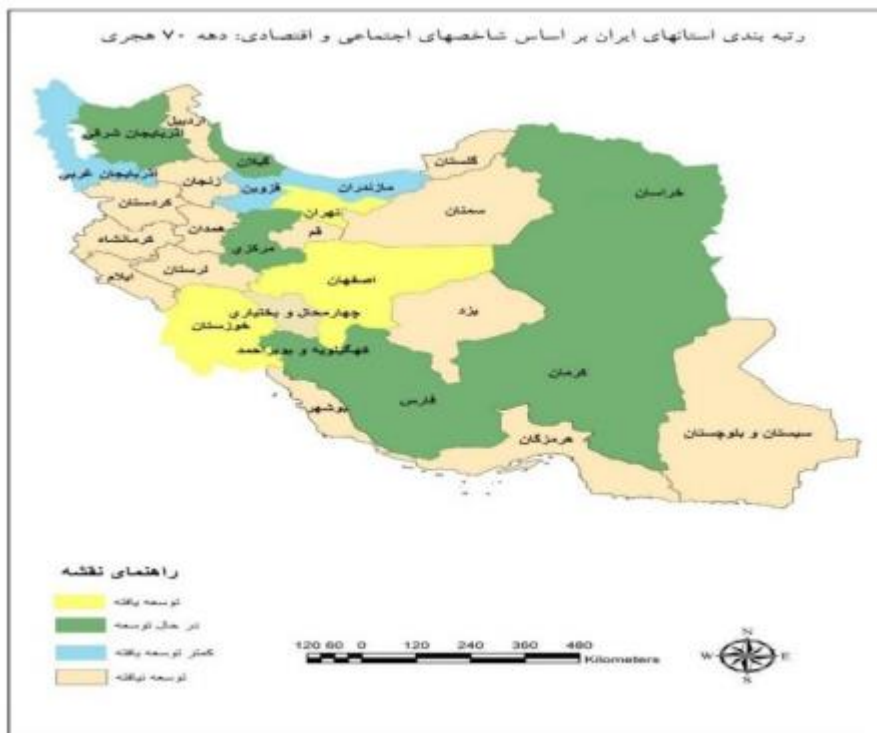 رتبه بندی استانهای ایران بر اساس شاخصهای اجتماعی و اقتصادی: دهه ۷۰ هجری
اردبیل
آذربایجان شرقی
گیلان
گلستان
آذربایجان غربی
زنجان
قزوین
مازندران
خراسان
کردستان
تهران
سمنان
همدان
قم
کرمانشاه
مرکزی
ایلام
لرستان
اصفهان
چهارمحال و بختیاری
یزد
خوزستان
کهگیلویه و بویراحمد
کرمان
فارس
بوشهر
هرمزگان
سیستان و بلوچستان
راهنمای نقشه
توسعه یافته
در حال توسعه
کمتر توسعه یافته
توسعه نیافته
120 60 0 120 240 360 480
Kilometers
N
W E
S